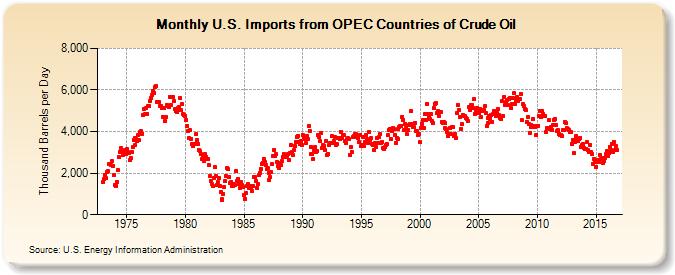 Monthly U.S. Imports from OPEC Countries of Crude Oil
Thousand Barrels per Day
8,000
6,000
4,000
2,000
0
1975 1980 1985 1990 1995 2000 2005 2010 2015
Source: U.S. Energy Information Administration